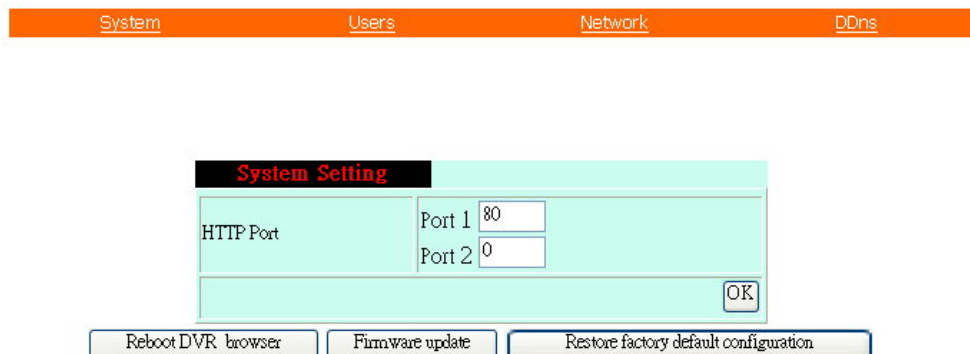 System Users Network DDns
System Setting
HTTP Port
Port 1 80
Port 2 0
OK
Reboot DVR browser Firmware update Restore factory default configuration